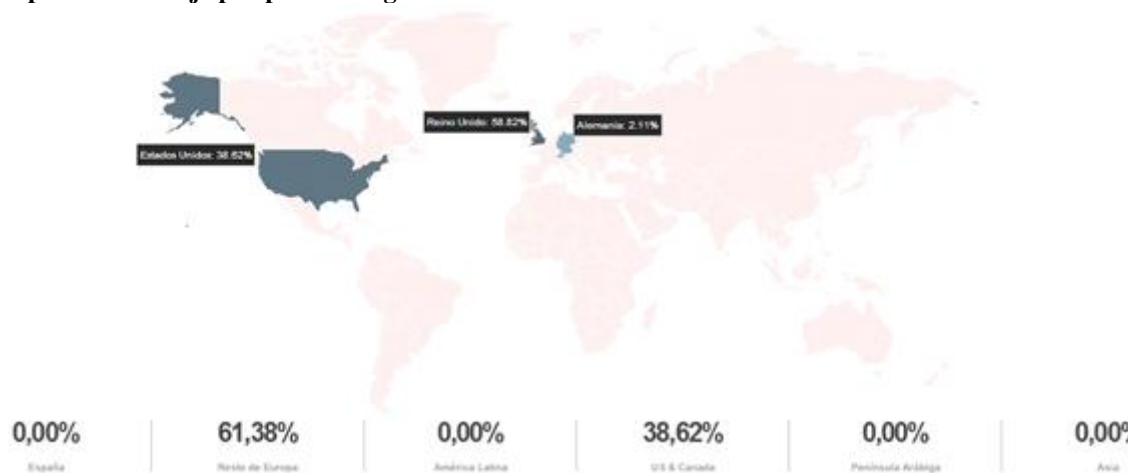 Reino Unido: 58.82%
Alemania: 2.11%
Estados Unidos: 38.62%
0,00%
61,38%
0,00%
38,62%
0,00%
0,00%
España
Resto de Europa
América Latina
US & Canada
Península Arábiga
Asia